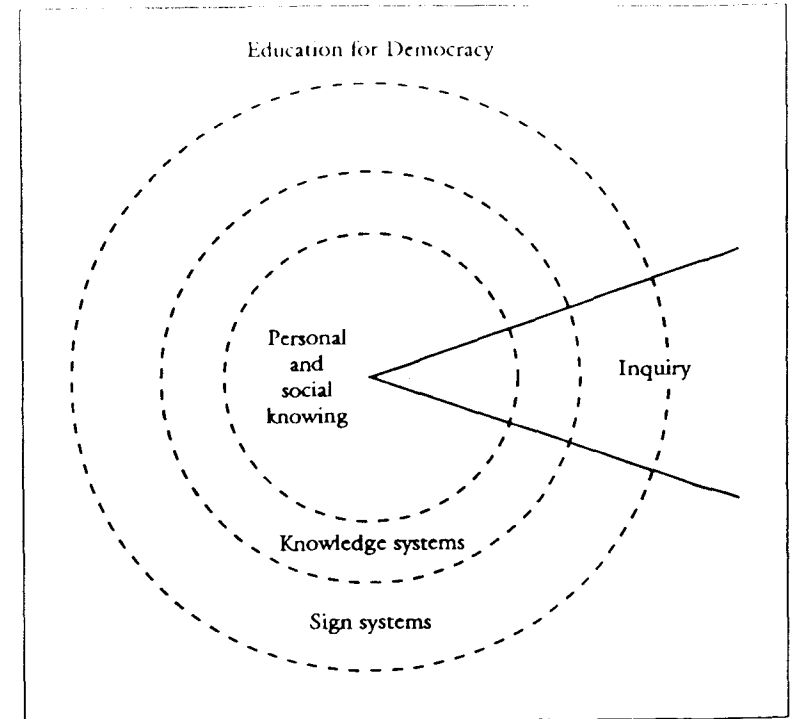 Education for Democracy
Personal
and
social
knowing
Inquiry
Knowledge systems
Sign systems